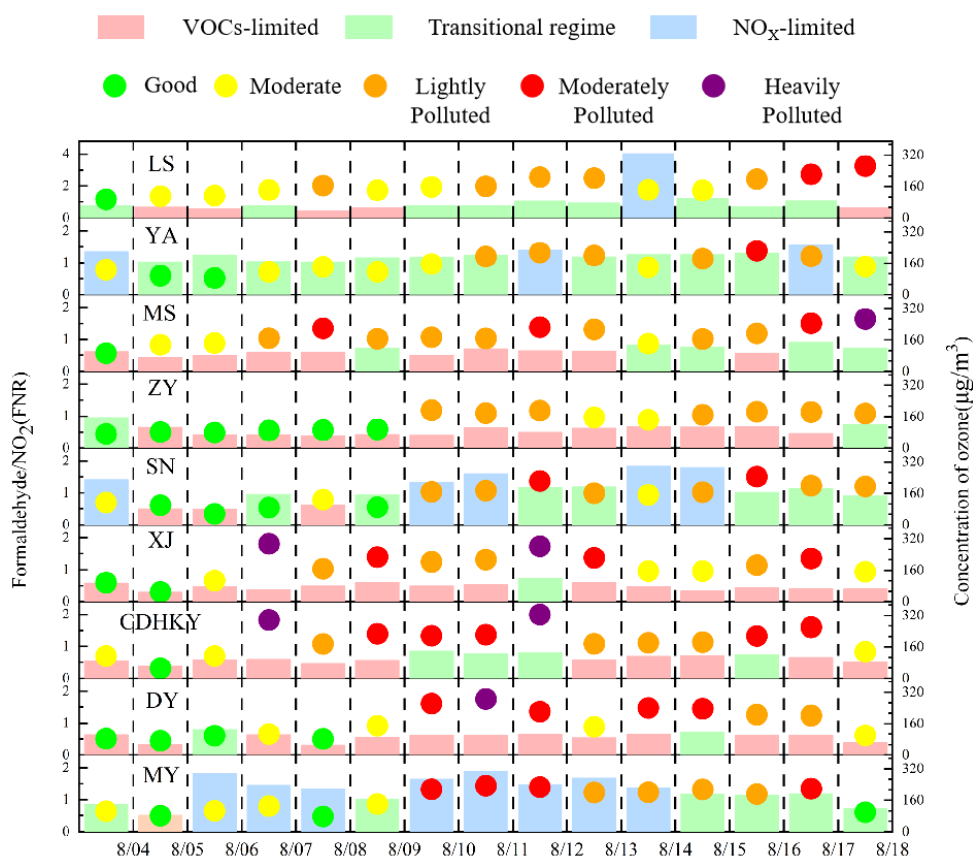 VOCs-limited Transitional regime NOx-limited
Good Moderate Lightly Polluted Moderately Polluted Heavily Polluted
Formaldehyde/NO2(FNR)
Concentration of ozone(μg/m3)
4 2 0 LS 320 160 0
2 1 0 YA 320 160 0
2 1 0 MS 320 160 0
2 1 0 ZY 320 160 0
2 1 0 SN 320 160 0
2 1 0 XJ 320 160 0
2 1 0 CDHKY 320 160 0
2 1 0 DY 320 160 0
2 1 0 MY 320 160 0
8/04 8/05 8/06 8/07 8/08 8/09 8/10 8/11 8/12 8/13 8/14 8/15 8/16 8/17 8/18